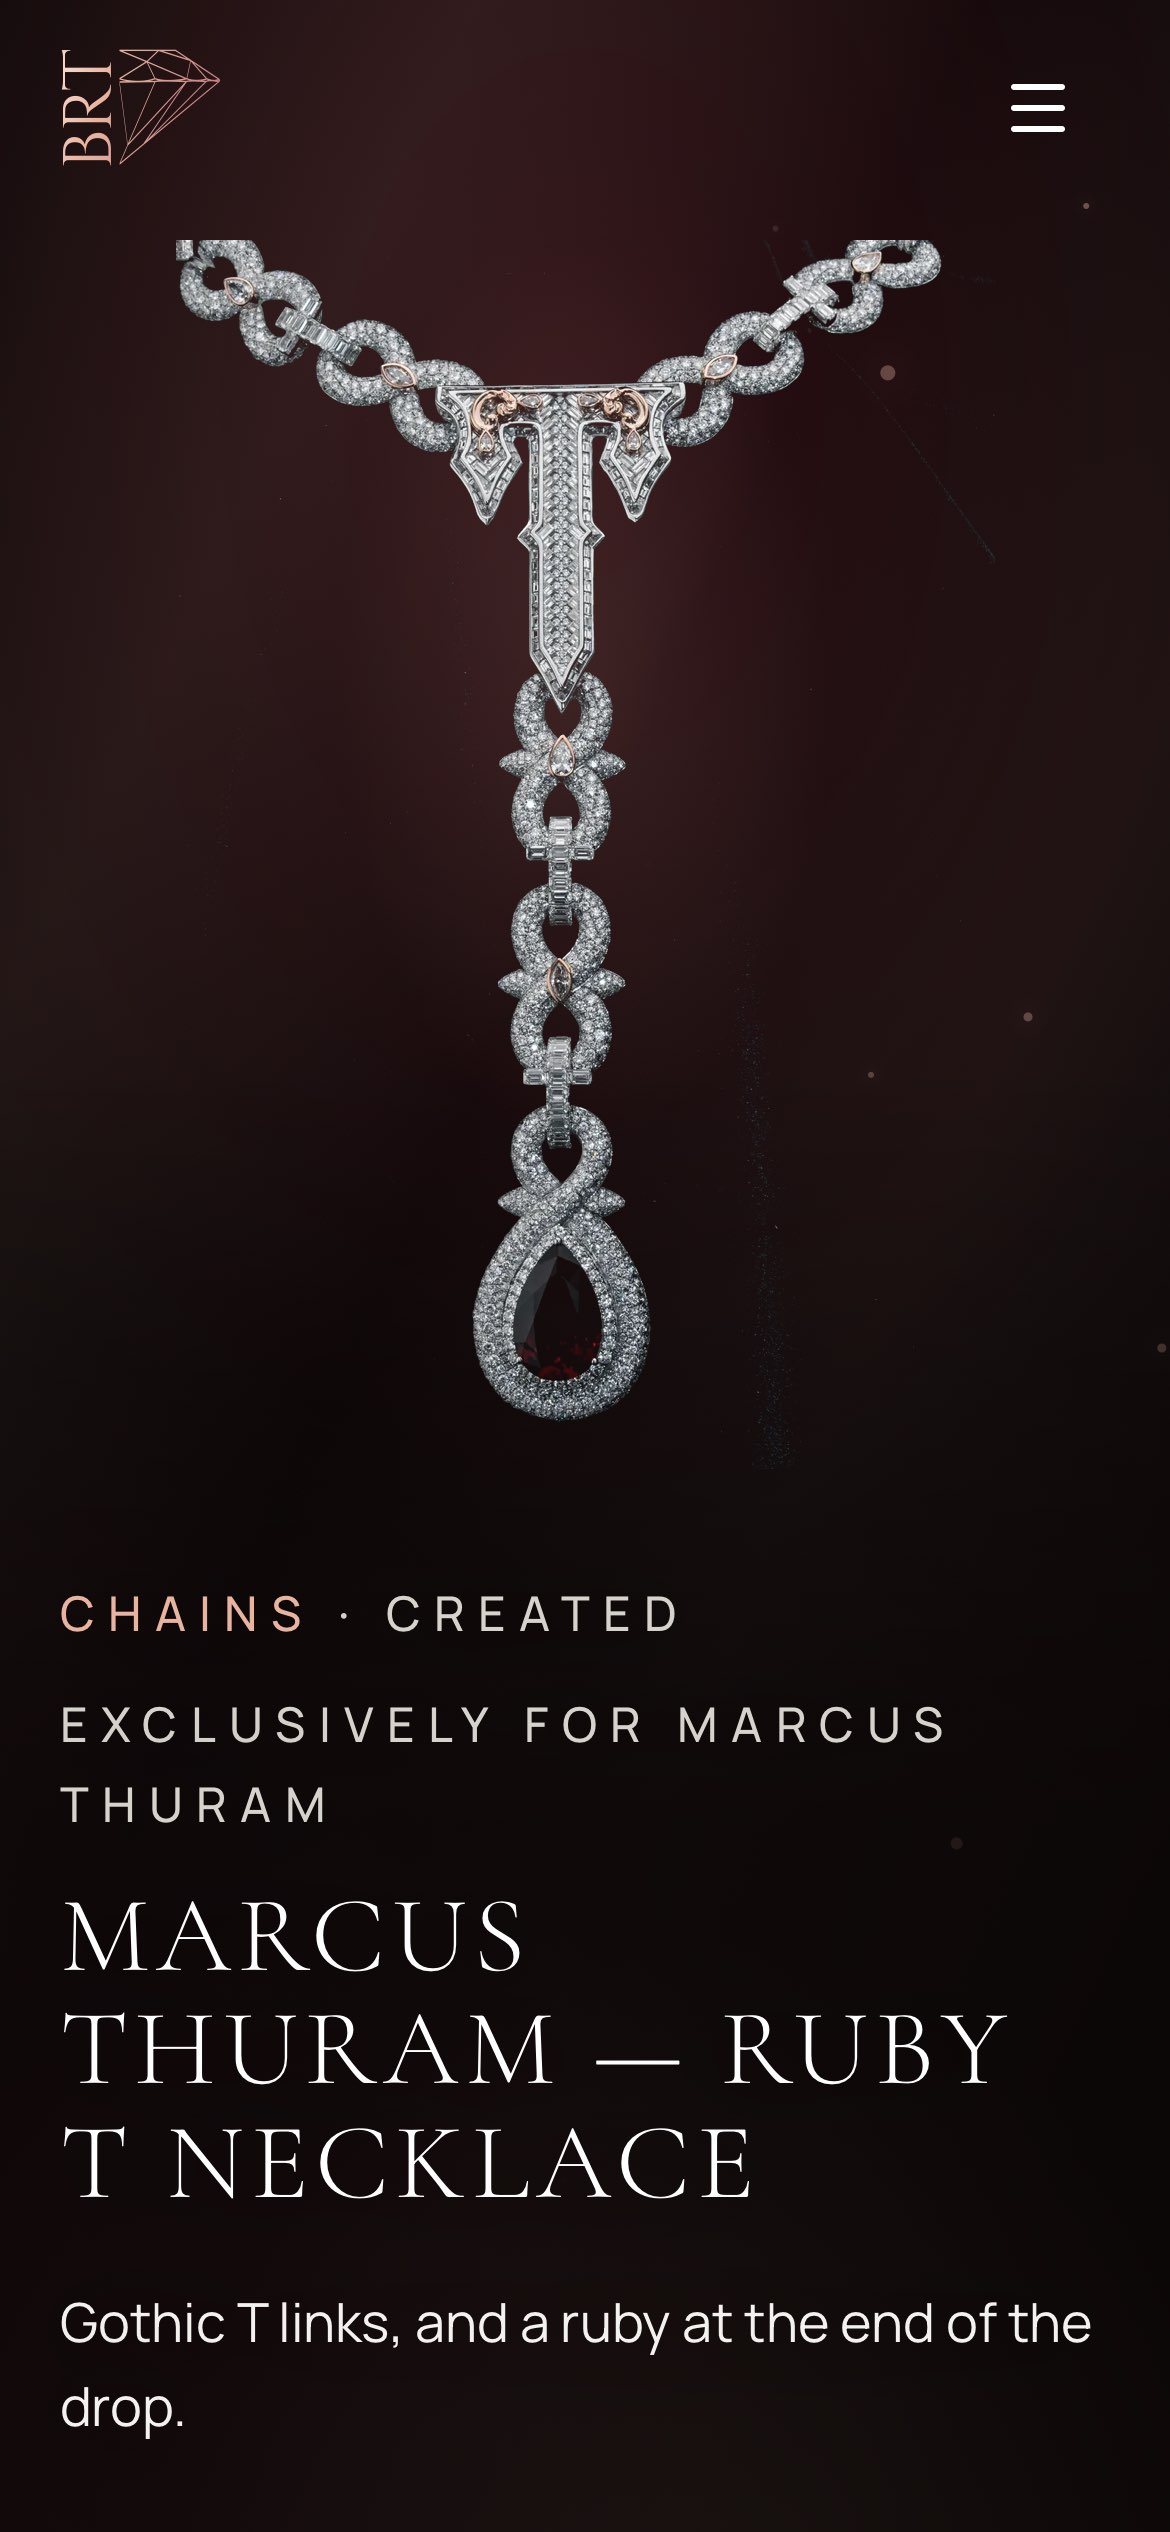 BRT
CHAINS · CREATED
EXCLUSIVELY FOR MARCUS
THURAM
MARCUS
THURAM — RUBY
T NECKLACE
Gothic T links, and a ruby at the end of the
drop.